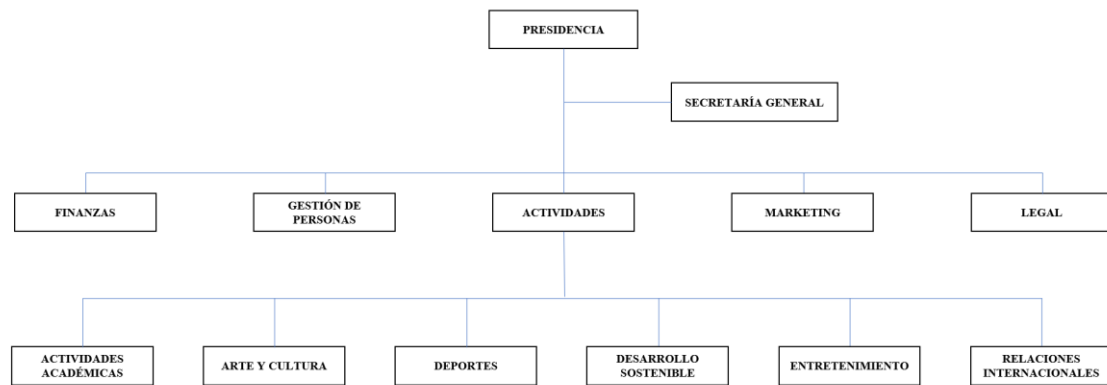 PRESIDENCIA
SECRETARÍA GENERAL
FINANZAS
GESTIÓN DE
PERSONAS
ACTIVIDADES
MARKETING
LEGAL
ACTIVIDADES
ACADÉMICAS
ARTE Y CULTURA
DEPORTES
DESARROLLO
SOSTENIBLE
ENTRETENIMIENTO
RELACIONES
INTERNACIONALES